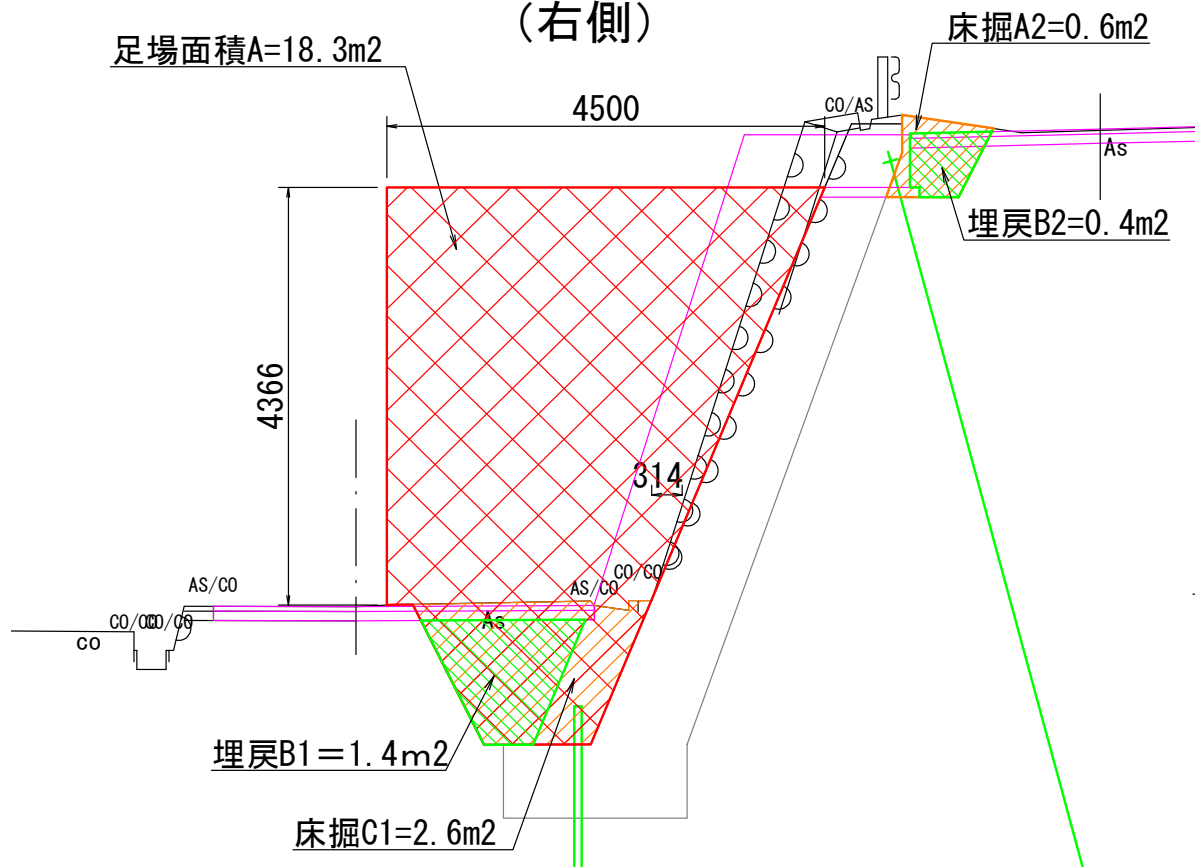 （右側）
足場面積A=18.3m2
床掘A2=0.6m2
4500
CO/AS
As
埋戻B2=0.4m2
4366
314
AS/CO
AS/CO
CO/CO
CO/CO
CO/CO
co
As
埋戻B1＝1.4m2
床掘C1=2.6m2